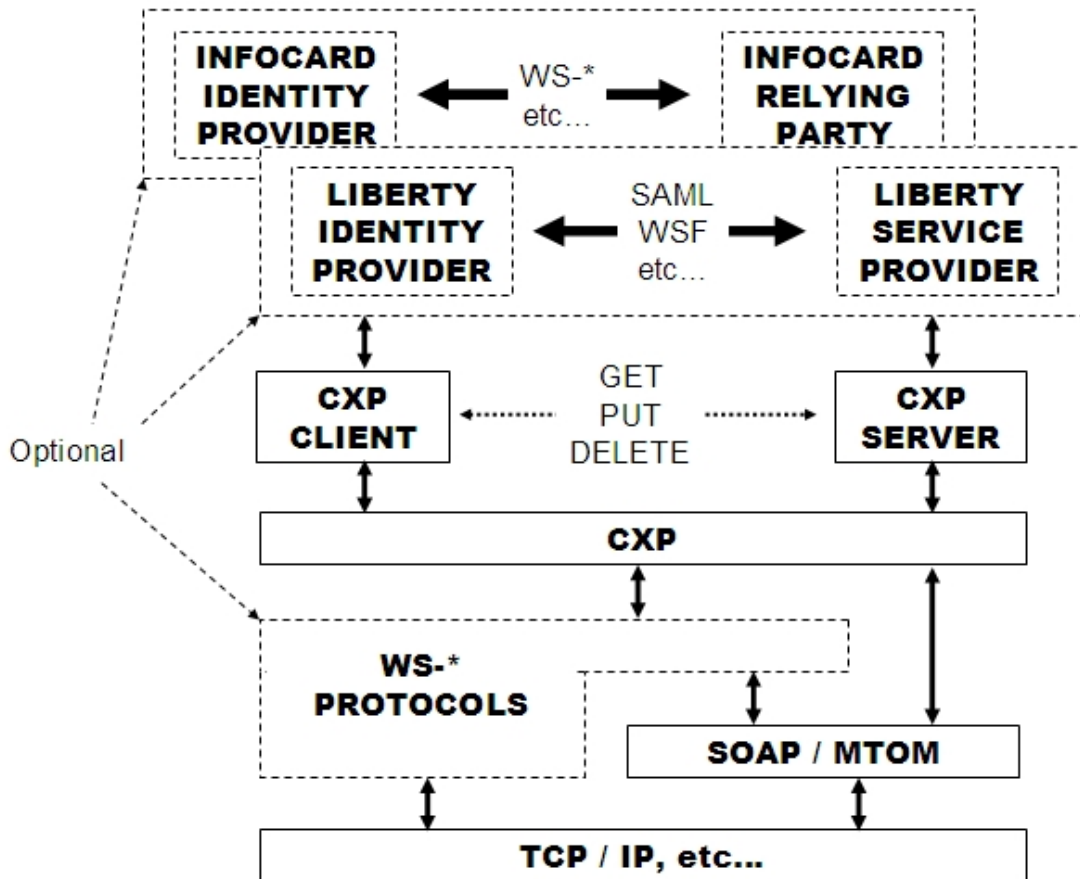 INFOCARD
IDENTITY
PROVIDER
WS-*
etc...
INFOCARD
RELYING
PARTY
LIBERTY
IDENTITY
PROVIDER
SAML
WSF
etc...
LIBERTY
SERVICE
PROVIDER
CXP
CLIENT
GET
PUT
DELETE
CXP
SERVER
Optional
CXP
WS-*
PROTOCOLS
SOAP / MTOM
TCP / IP, etc...